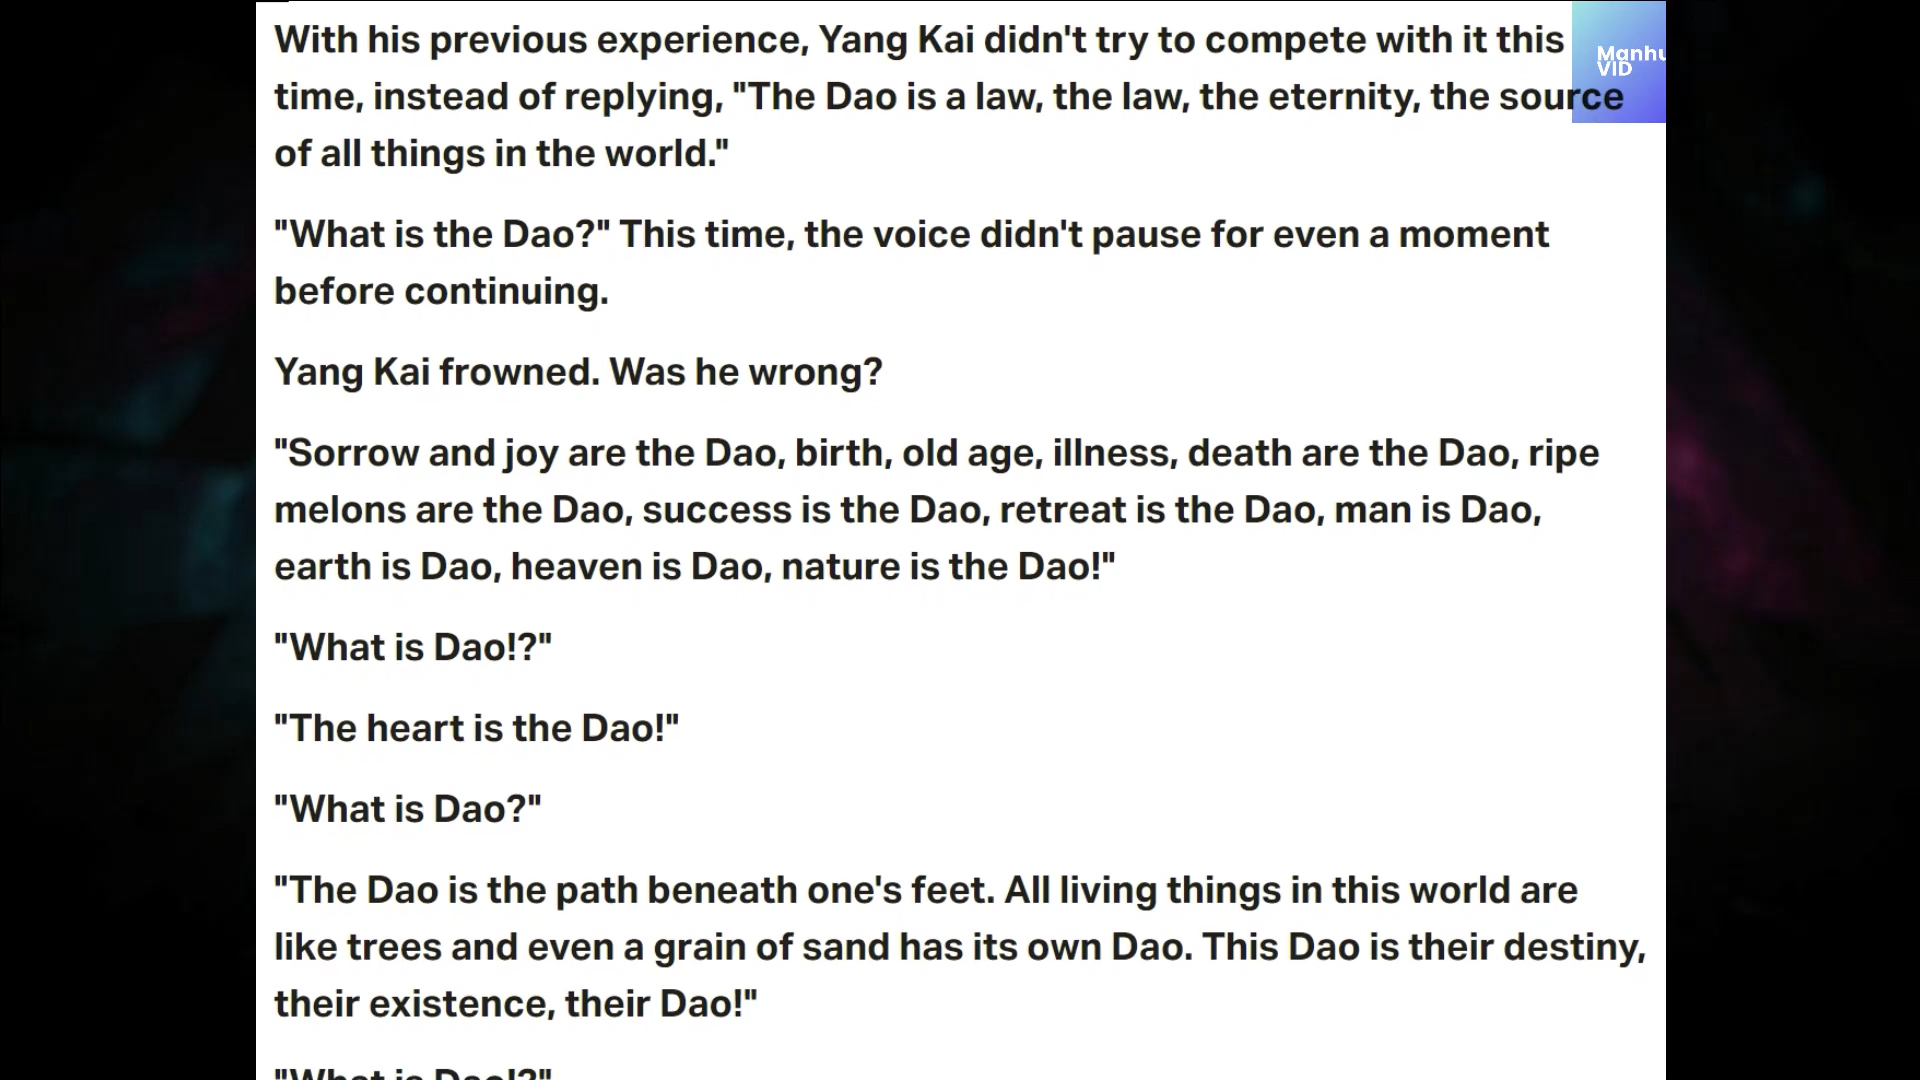 With his previous experience, Yang Kai didn't try to compete with it this
time, instead of replying, "The Dao is a law, the law, the eternity, the source
of all things in the world."
"What is the Dao?" This time, the voice didn't pause for even a moment
before continuing.
Yang Kai frowned. Was he wrong?
"Sorrow and joy are the Dao, birth, old age, illness, death are the Dao, ripe
melons are the Dao, success is the Dao, retreat is the Dao, man is Dao,
earth is Dao, heaven is Dao, nature is the Dao!"
"What is Dao!?"
"The heart is the Dao!"
"What is Dao?"
"The Dao is the path beneath one's feet. All living things in this world are
like trees and even a grain of sand has its own Dao. This Dao is their destiny,
their existence, their Dao!"
"What is Dao!?"
Manhu
VID